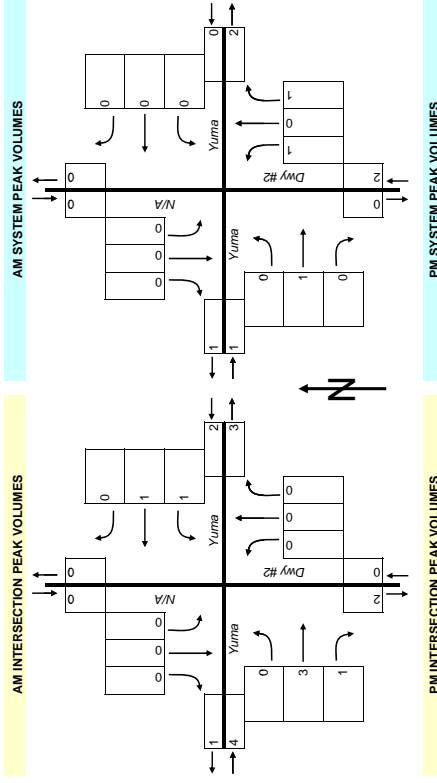 AM INTERSECTION PEAK VOLUMES
0 0
0
1
1
N/A
0 0 0
1 Yuma 2
4 Yuma 3
0
3
1
Dwy #2
0 0 0
2 0
AM SYSTEM PEAK VOLUMES
0 0
0
0
0
N/A
0 0 0
1 Yuma 0
1 Yuma 2
0
1
0
Dwy #2
1 0 1
0 2
N
PM INTERSECTION PEAK VOLUMES
PM SYSTEM PEAK VOLUMES